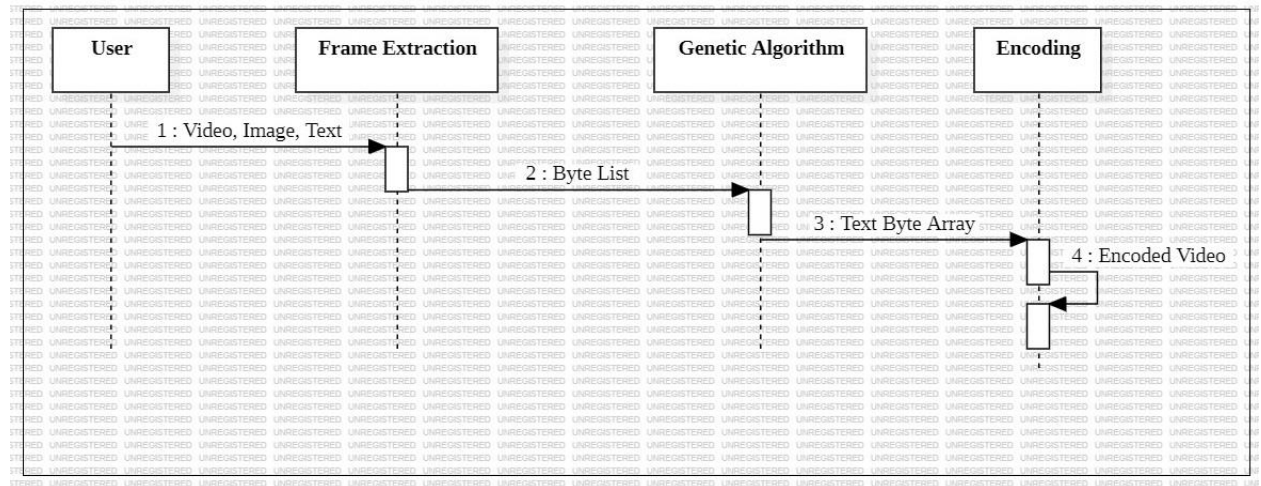 User
Frame Extraction
Genetic Algorithm
Encoding
1 : Video, Image, Text
2 : Byte List
3 : Text Byte Array
4 : Encoded Video
UNREGISTERED